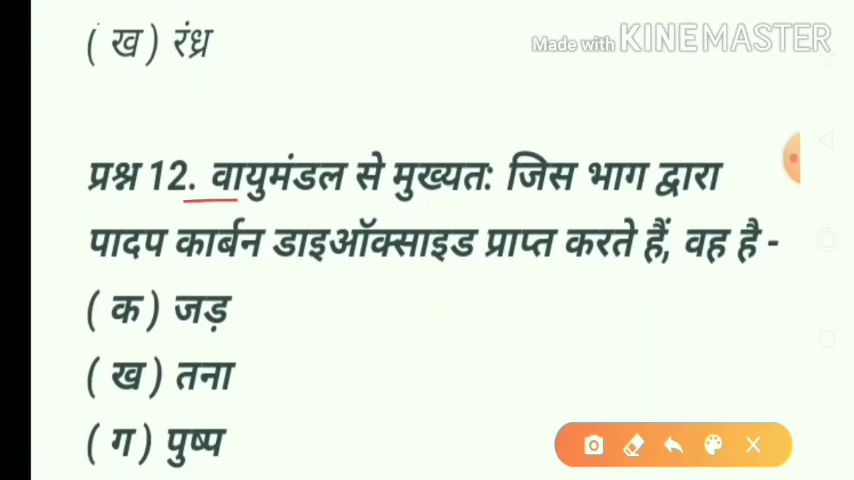 ( ख ) रंध्र
Made with KINEMASTER
प्रश्न 12. वायुमंडल से मुख्यत: जिस भाग द्वारा
पादप कार्बन डाइऑक्साइड प्राप्त करते हैं, वह है -
( क ) जड़
( ख ) तना
( ग ) पुष्प